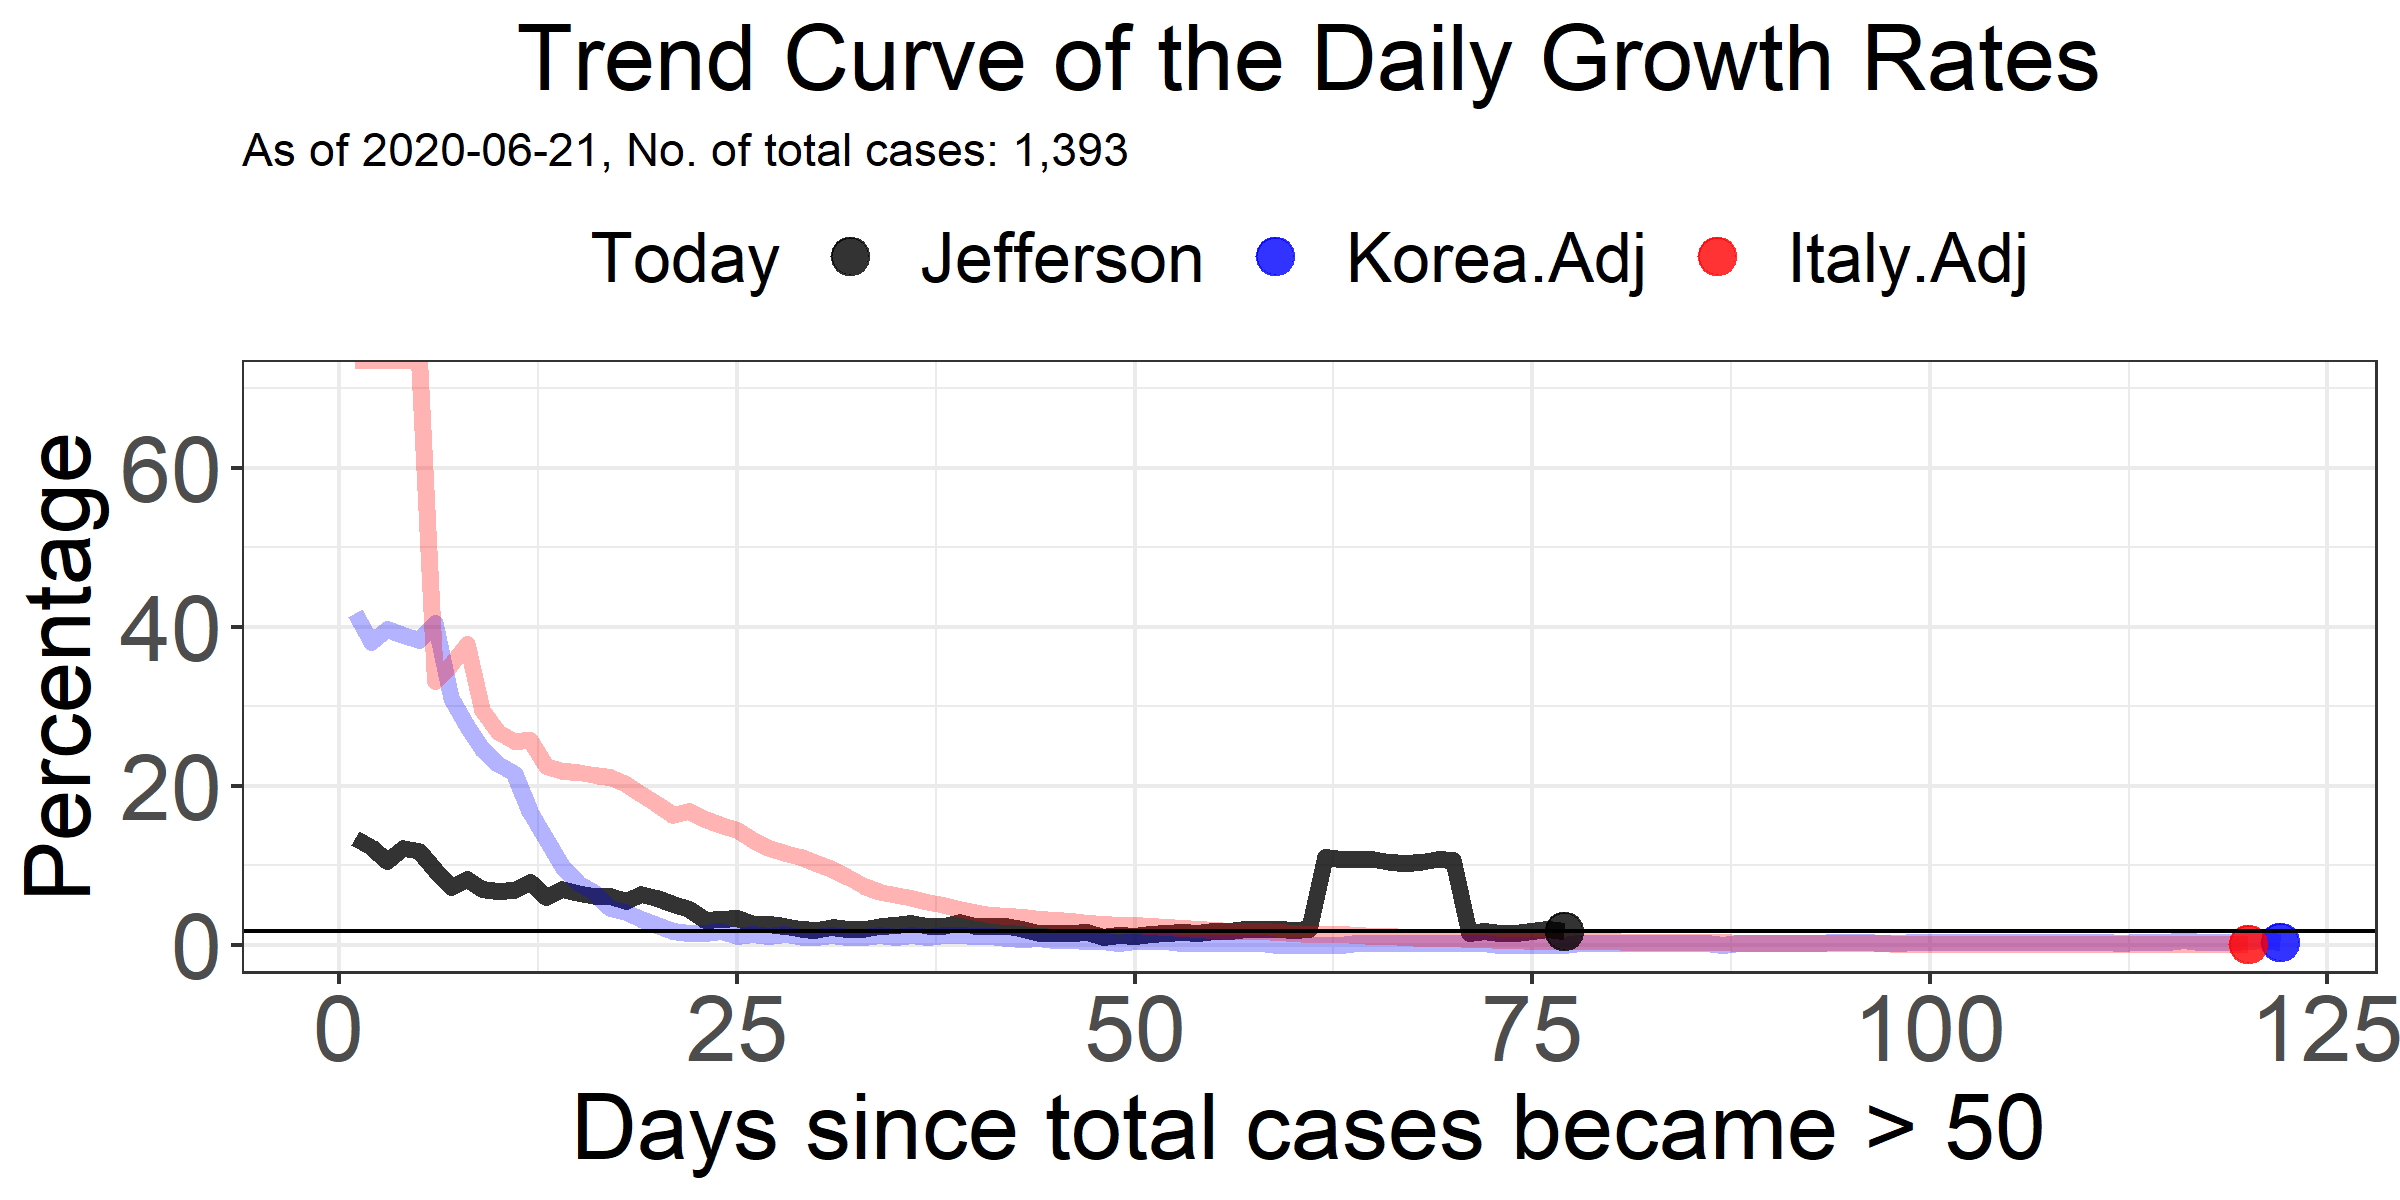 Trend Curve of the Daily Growth Rates
As of 2020-06-21, No. of total cases: 1,393
Today Jefferson Korea.Adj Italy.Adj
Percentage
60
40
20
0
0 25 50 75 100 125
Days since total cases became > 50